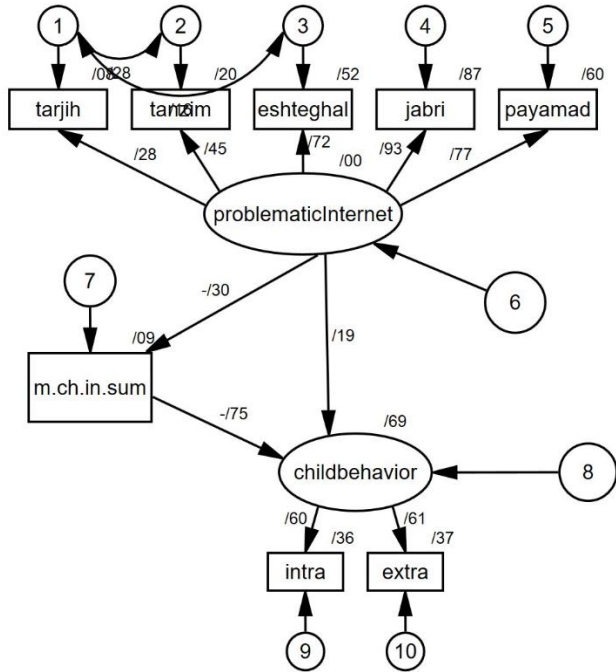 1 2 3 4 5
/08 /28 /20 /52 /87 /60
tarjih tanzim eshteghal jabri payamad
/28 /45 /72 /93 /77
/00
problematicInternet
7
6
-/30
/09
/19
m.ch.in.sum
-/75
/69
childbehavior
8
/60 /61
/36 /37
intra extra
9 10